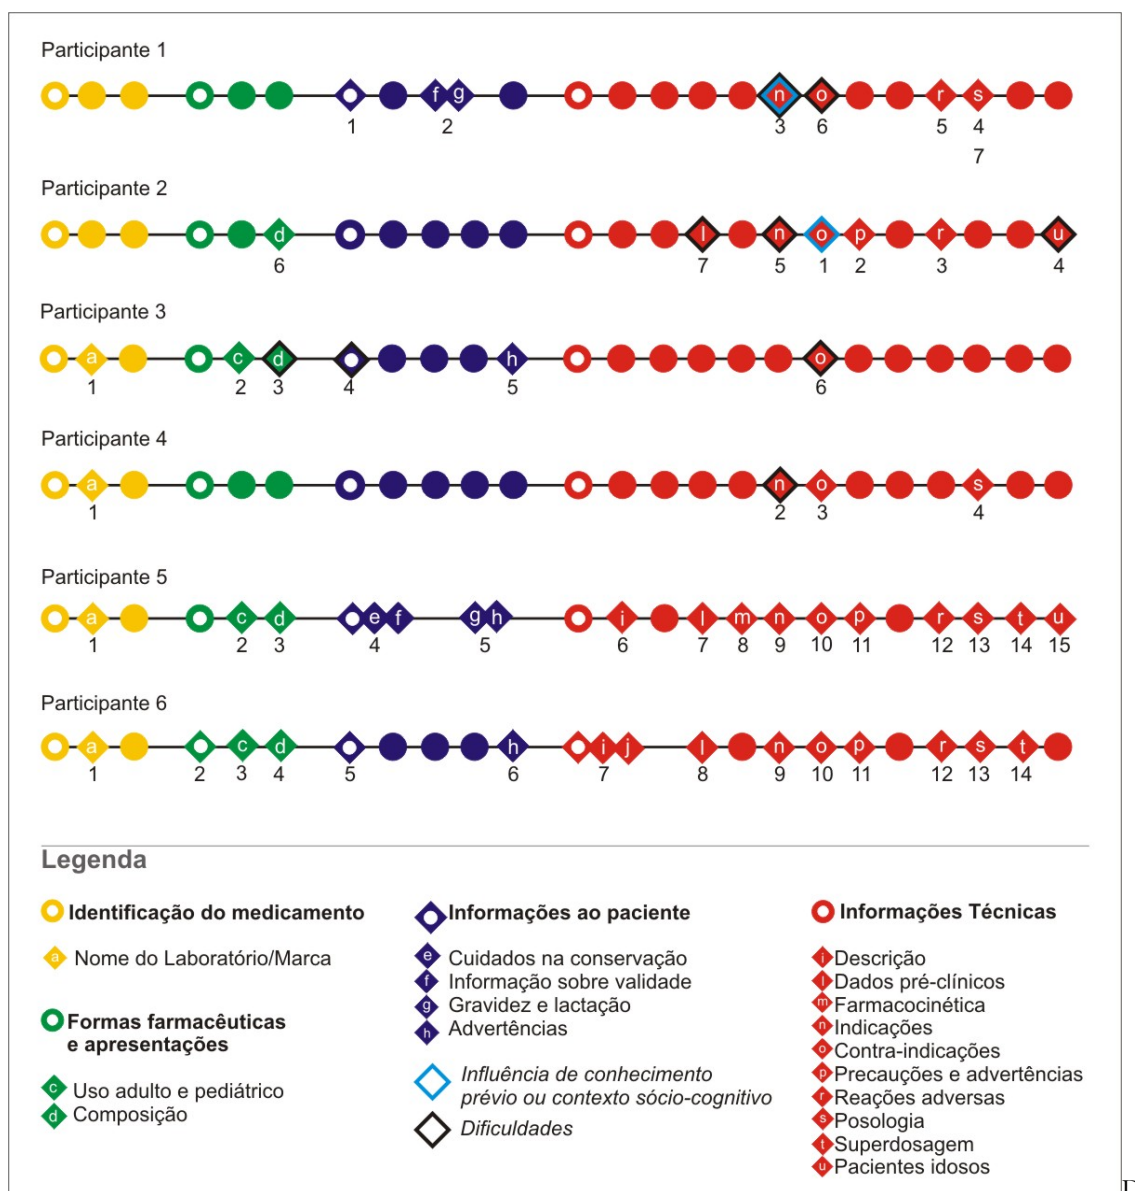 Participante 1
f g n o r s
1 2 3 6 5 4
7
Participante 2
d l n o p r u
6 7 5 1 2 3 4
Participante 3
a c d h o
1 2 3 4 5 6
Participante 4
a n o s
1 2 3 4
Participante 5
a c d e f g h i l m n o p r s t u
1 2 3 4 5 6 7 8 9 10 11 12 13 14 15
Participante 6
a c d h i j l n o p r s t
1 2 3 4 5 6 7 8 9 10 11 12 13 14
Legenda
Identificação do medicamento
a Nome do Laboratório/Marca
Formas farmacêuticas
e apresentações
c Uso adulto e pediátrico
d Composição
Informações ao paciente
e Cuidados na conservação
f Informação sobre validade
g Gravidez e lactação
h Advertências
Influência de conhecimento
prévio ou contexto sócio-cognitivo
Dificuldades
Informações Técnicas
i Descrição
l Dados pré-clínicos
m Farmacocinética
n Indicações
o Contra-indicações
p Precauções e advertências
r Reações adversas
s Posologia
t Superdosagem
u Pacientes idosos